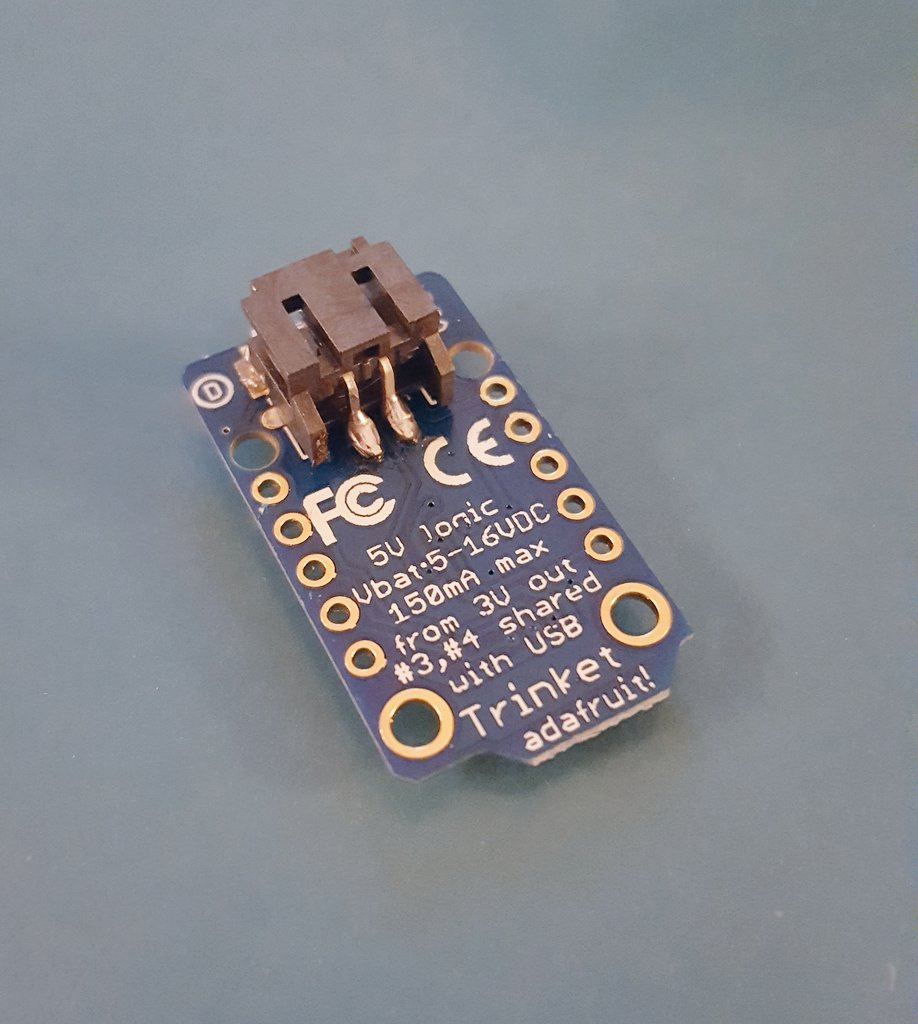 D
FC CE
5V logic
Vbat:5-16VDC
150mA max
from 3V out
#3,#4 shared
with USB
Trinket
adafruit!